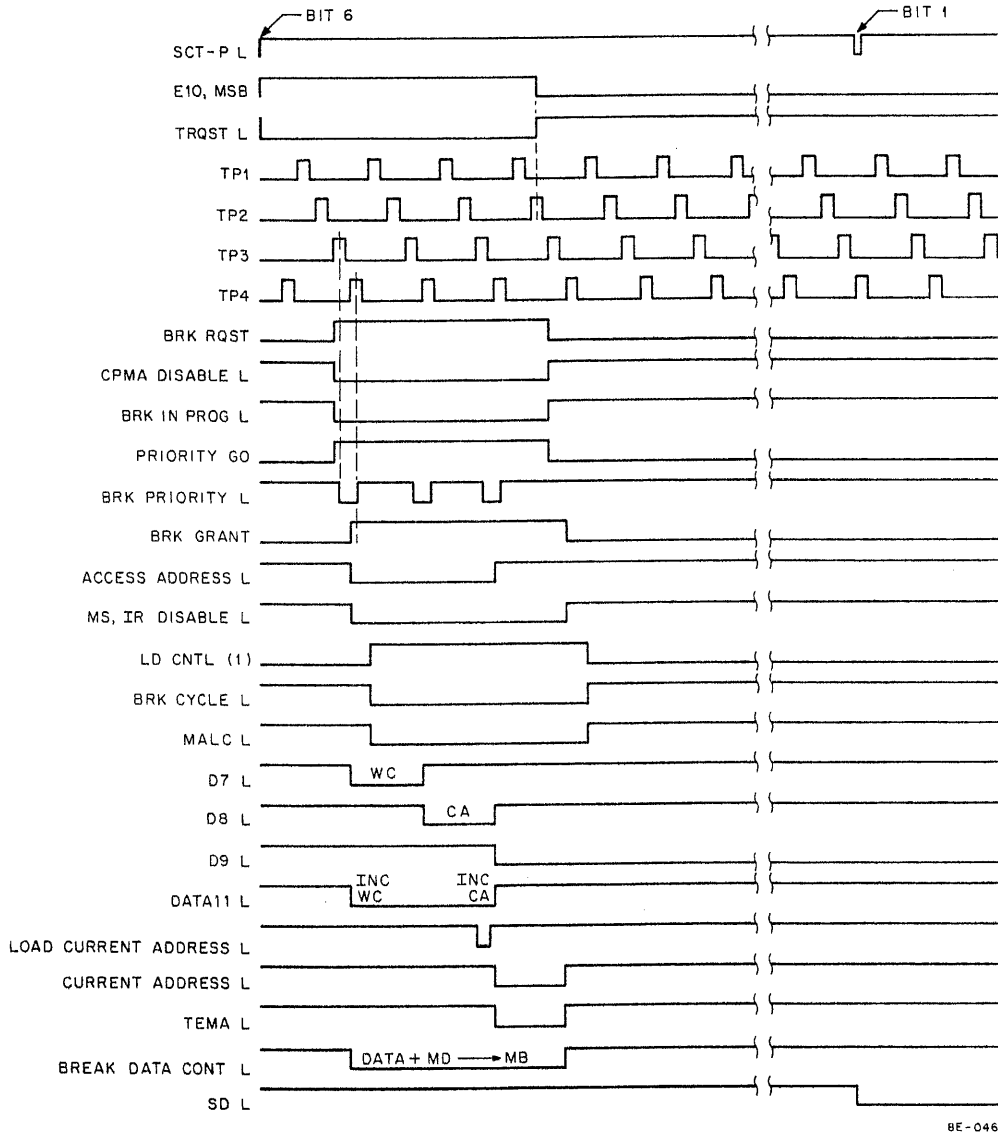 BIT 6
BIT 1
SCT-P L
E10, MSB
TRQST L
TP1
TP2
TP3
TP4
BRK RQST
CPMA DISABLE L
BRK IN PROG L
PRIORITY GO
BRK PRIORITY L
BRK GRANT
ACCESS ADDRESS L
MS, IR DISABLE L
LD CNTL (1)
BRK CYCLE L
MALC L
D7 L
WC
D8 L
CA
D9 L
INC INC
DATA11 L WC CA
LOAD CURRENT ADDRESS L
CURRENT ADDRESS L
TEMA L
BREAK DATA CONT L
DATA + MD → MB
SD L
8E-046